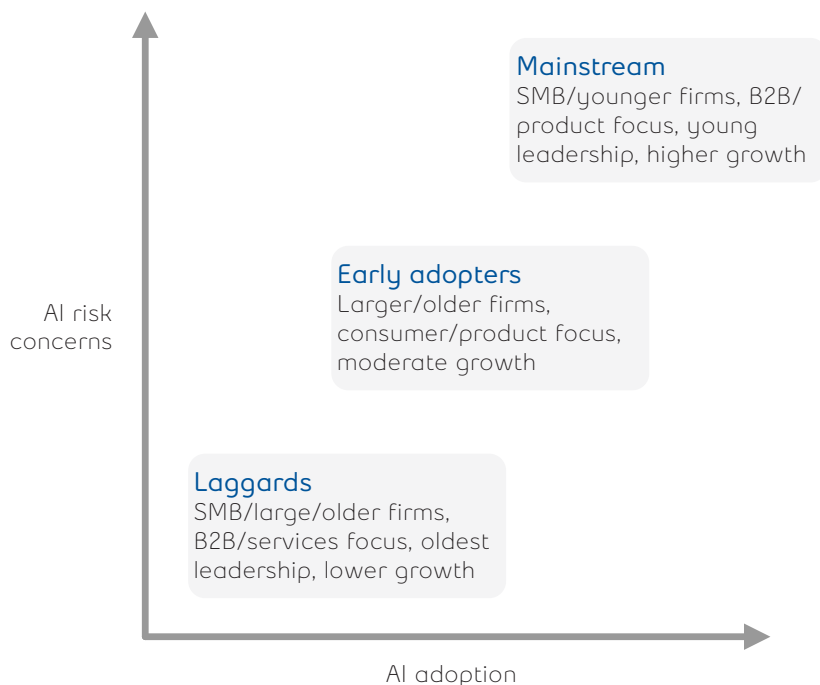 Mainstream
SMB/younger firms, B2B/
product focus, young
leadership, higher growth
Early adopters
Larger/older firms,
consumer/product focus,
moderate growth
AI risk
concerns
Laggards
SMB/large/older firms,
B2B/services focus, oldest
leadership, lower growth
AI adoption